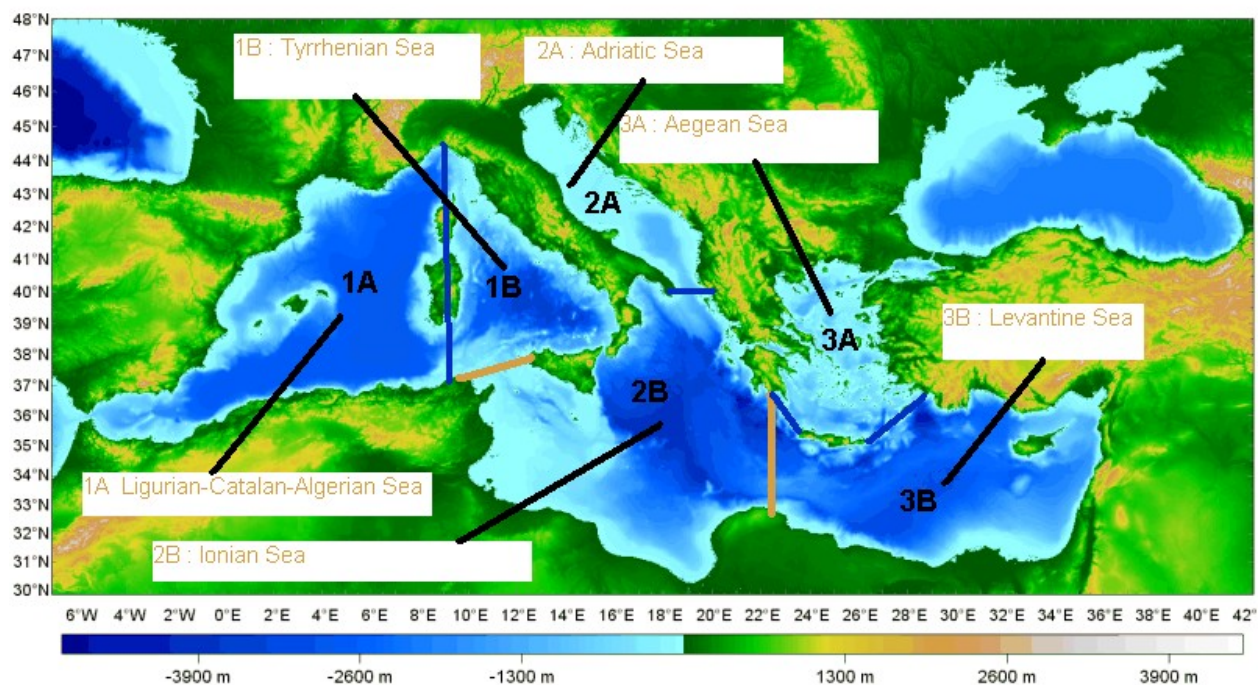 48°N
47°N
46°N
45°N
44°N
43°N
42°N
41°N
40°N
39°N
38°N
37°N
36°N
35°N
34°N
33°N
32°N
31°N
30°N
1B : Tyrrhenian Sea
2A : Adriatic Sea
3A : Aegean Sea
2A
1A
1B
3B : Levantine Sea
3A
2B
1A Ligurian-Catalan-Algerian Sea
3B
2B : Ionian Sea
6°W 4°W 2°W 0°E 2°E 4°E 6°E 8°E 10°E 12°E 14°E 16°E 18°E 20°E 22°E 24°E 26°E 28°E 30°E 32°E 34°E 36°E 38°E 40°E 42°
-3900 m -2600 m -1300 m 1300 m 2600 m 3900 m